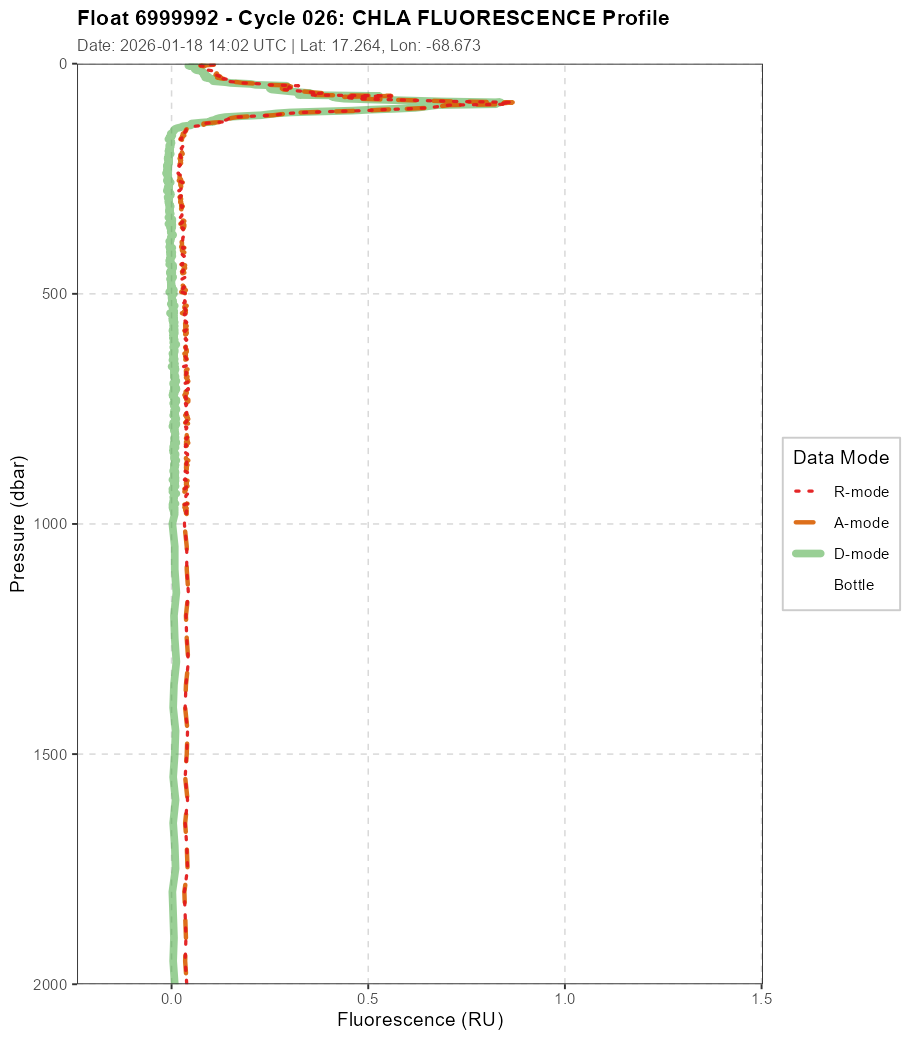 Float 6999992 - Cycle 026: CHLA FLUORESCENCE Profile
Date: 2026-01-18 14:02 UTC | Lat: 17.264, Lon: -68.673
0
500
1000
1500
2000
Pressure (dbar)
0.0
0.5
1.0
1.5
Fluorescence (RU)
Data Mode
R-mode
A-mode
D-mode
Bottle